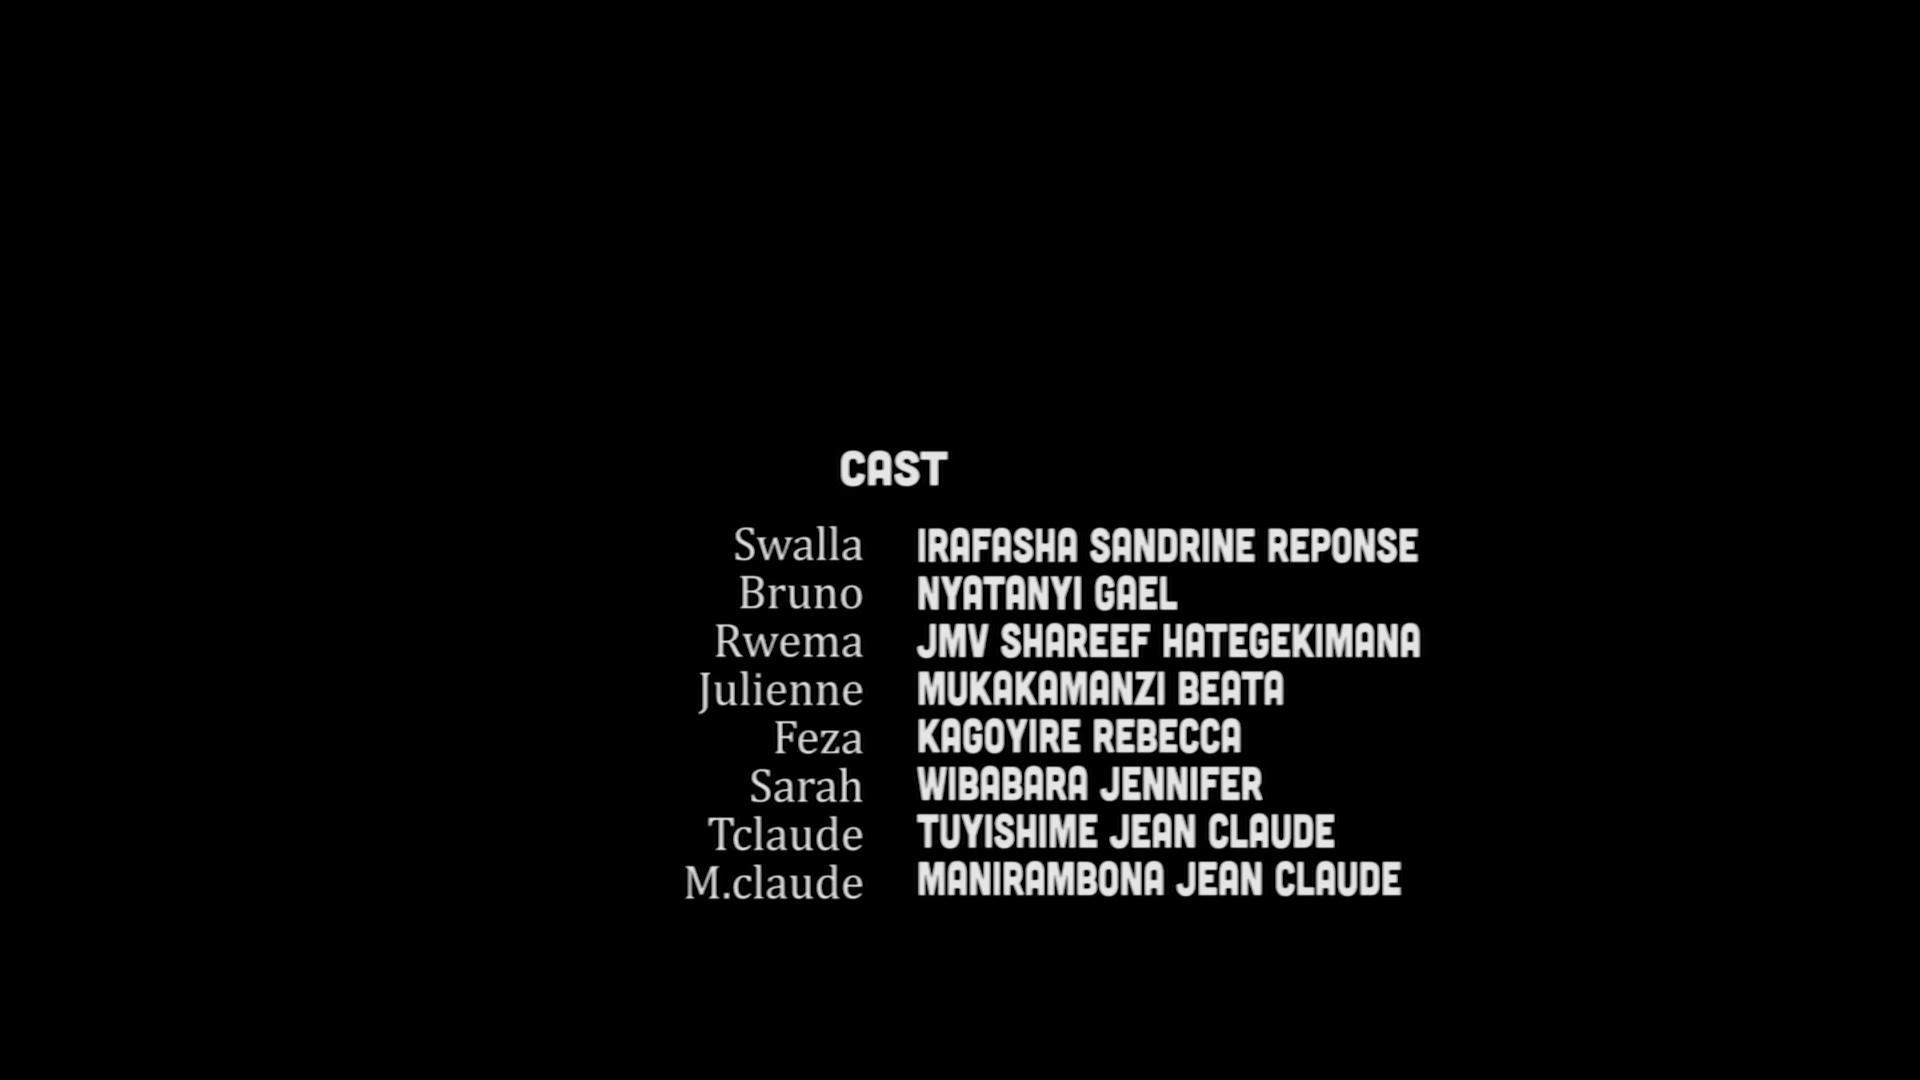 CAST
Swalla IRAFASHA SANDRINE REPONSE
Bruno NYATANYI GAEL
Rwema JMV SHAREEF HATEGEKIMANA
Julienne MUKAKAMANZI BEATA
Feza KAGOYIRE REBECCA
Sarah WIBABARA JENNIFER
Tclaude TUYISHIME JEAN CLAUDE
M.claude MANIRAMBONA JEAN CLAUDE